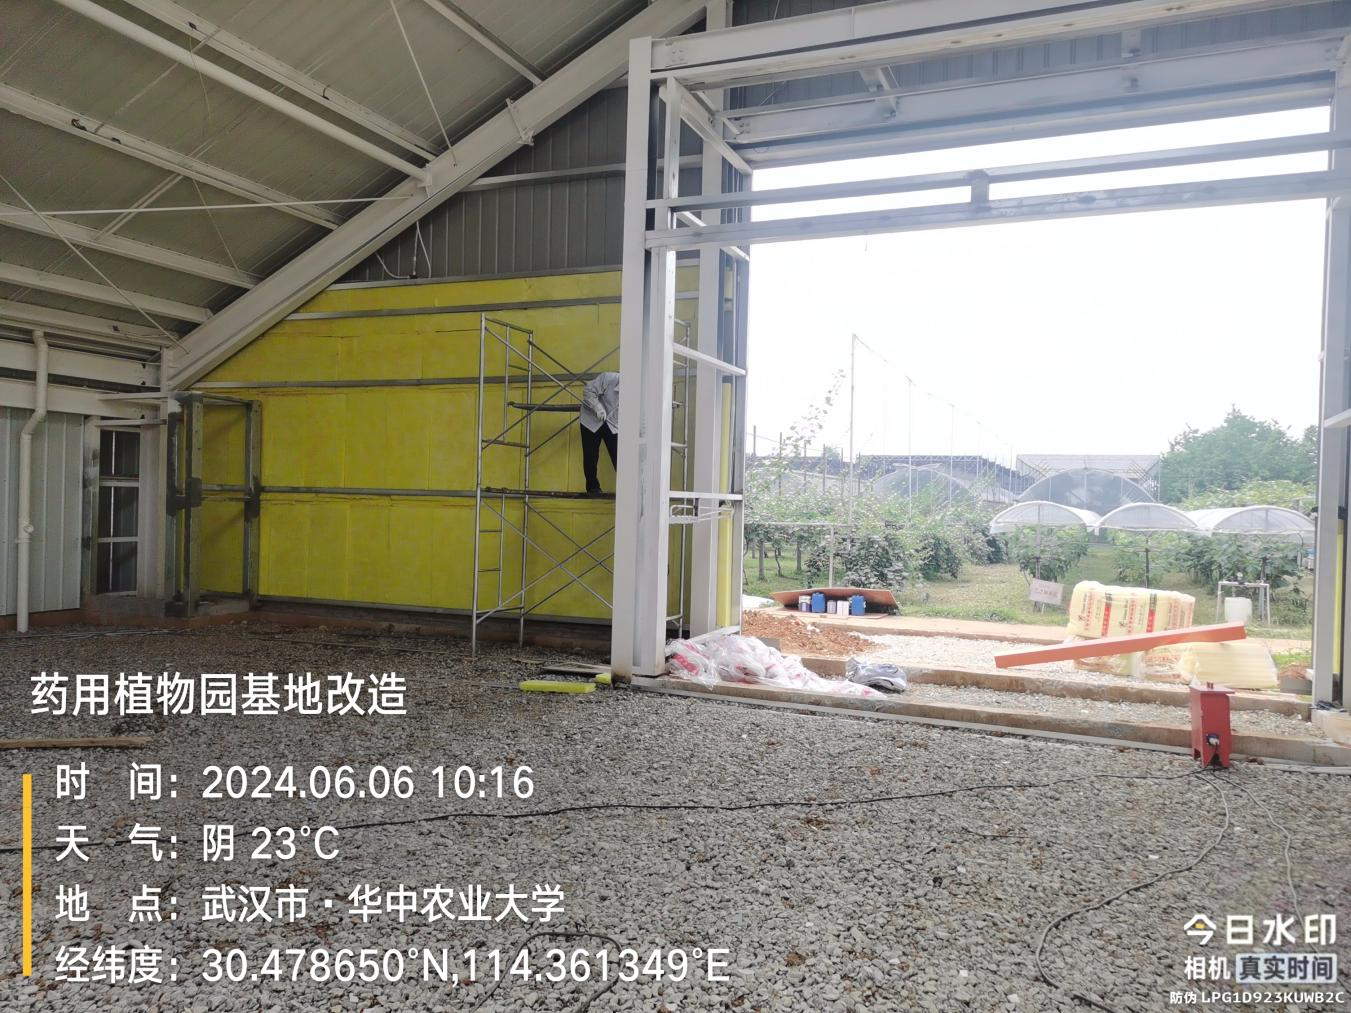 药用植物园基地改造
时 间：2024.06.06 10:16
天 气：阴 23℃
地 点：武汉市·华中农业大学
经纬度：30.478650°N,114.361349°E
今日水印
相机 真实时间
防伪 LPG1D923KUWB2C